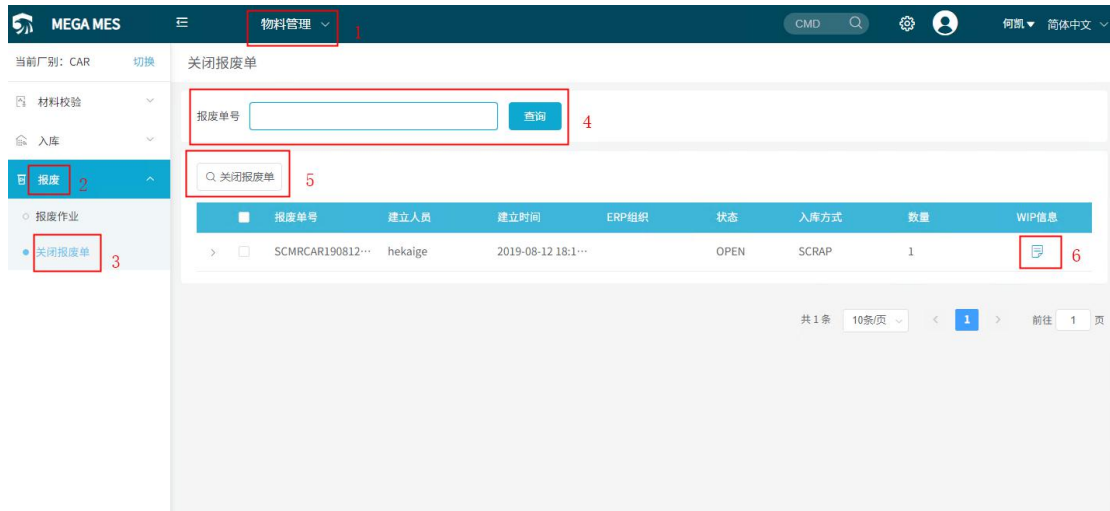 MEGA MES 物料管理 1 CMD 何凯 简体中文
当前厂别：CAR 切换 关闭报废单
材料校验
报废单号 查询 4
入库
报废 2 关闭报废单 5
报废单号 建立人员 建立时间 ERP组织 状态 入库方式 数量 WIP信息
报废作业
关闭报废单 3 SCMRCAR190812··· hekaige 2019-08-12 18:1··· OPEN SCRAP 1 6
共1条 10条/页 1 前往 1 页